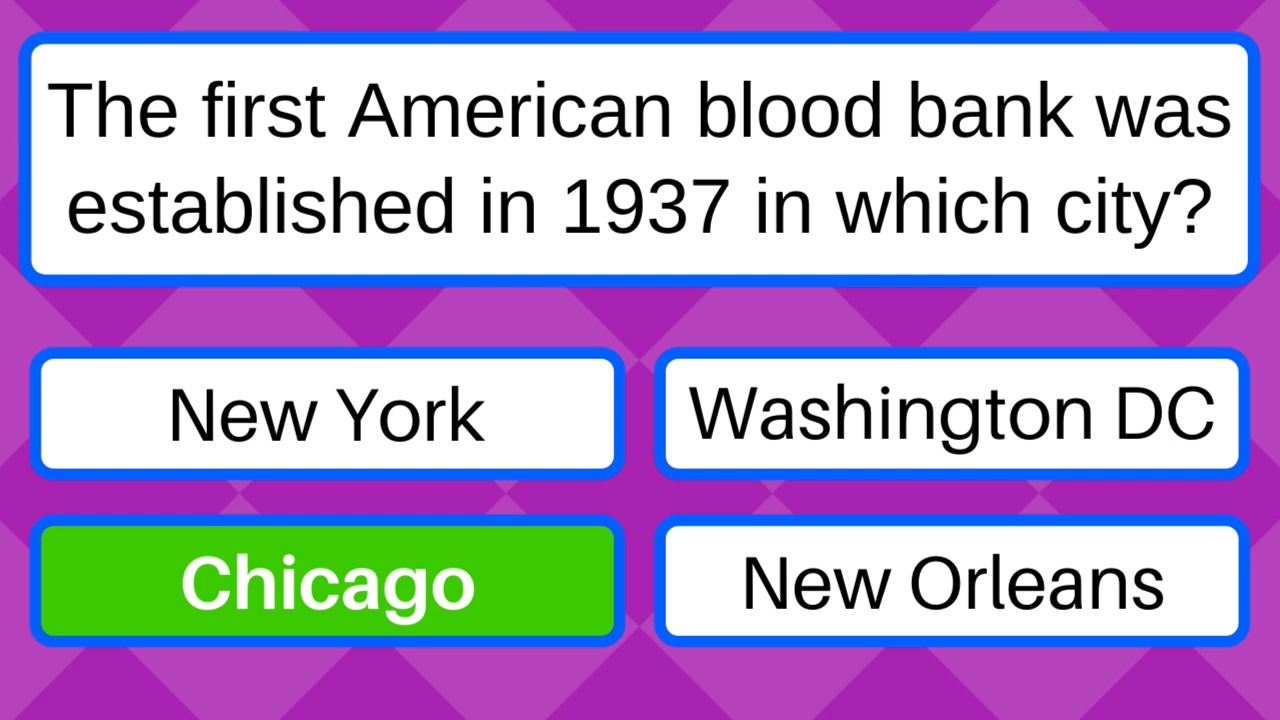 The first American blood bank was
established in 1937 in which city?
New York
Washington DC
Chicago
New Orleans